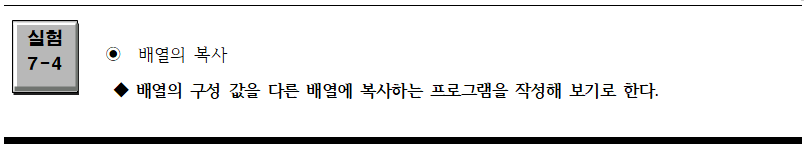 실험
7-4
◉ 배열의 복사
◆ 배열의 구성 값을 다른 배열에 복사하는 프로그램을 작성해 보기로 한다.